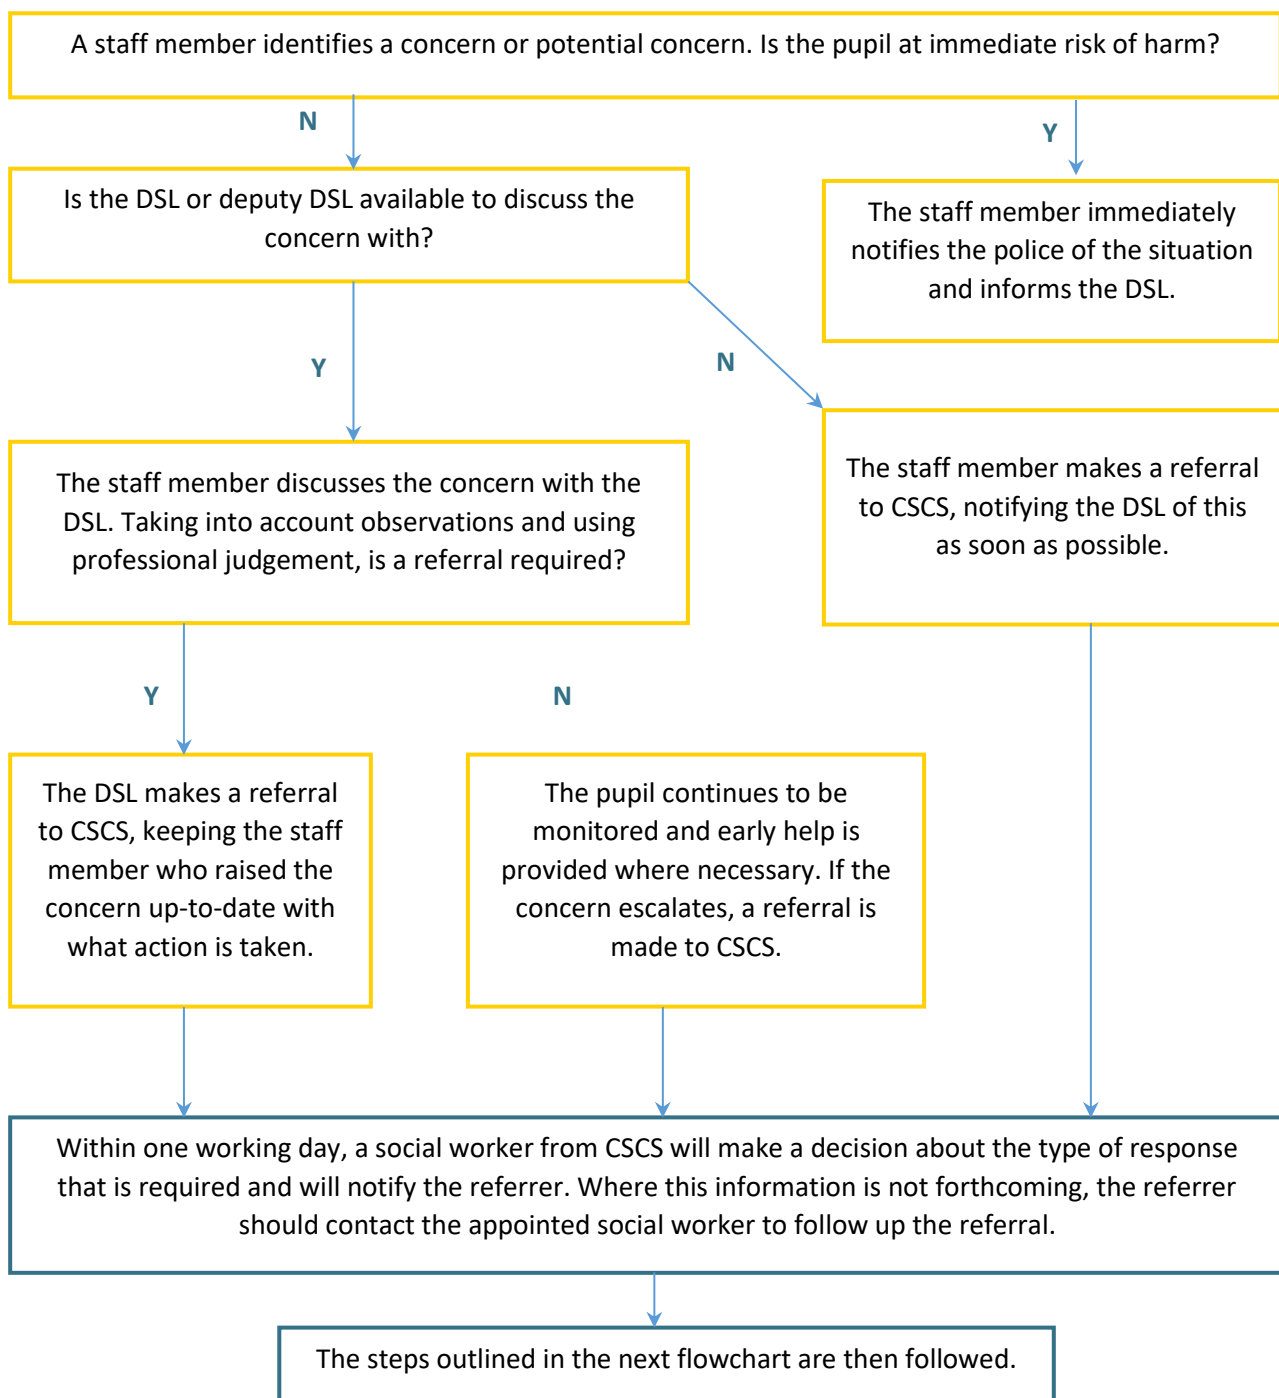 A staff member identifies a concern or potential concern. Is the pupil at immediate risk of harm?
N
Y
Is the DSL or deputy DSL available to discuss the
concern with?
The staff member immediately
notifies the police of the situation
and informs the DSL.
Y
N
The staff member discusses the concern with the
DSL. Taking into account observations and using
professional judgement, is a referral required?
The staff member makes a referral
to CSCS, notifying the DSL of this
as soon as possible.
Y
N
The DSL makes a referral
to CSCS, keeping the staff
member who raised the
concern up-to-date with
what action is taken.
The pupil continues to be
monitored and early help is
provided where necessary. If the
concern escalates, a referral is
made to CSCS.
Within one working day, a social worker from CSCS will make a decision about the type of response
that is required and will notify the referrer. Where this information is not forthcoming, the referrer
should contact the appointed social worker to follow up the referral.
The steps outlined in the next flowchart are then followed.